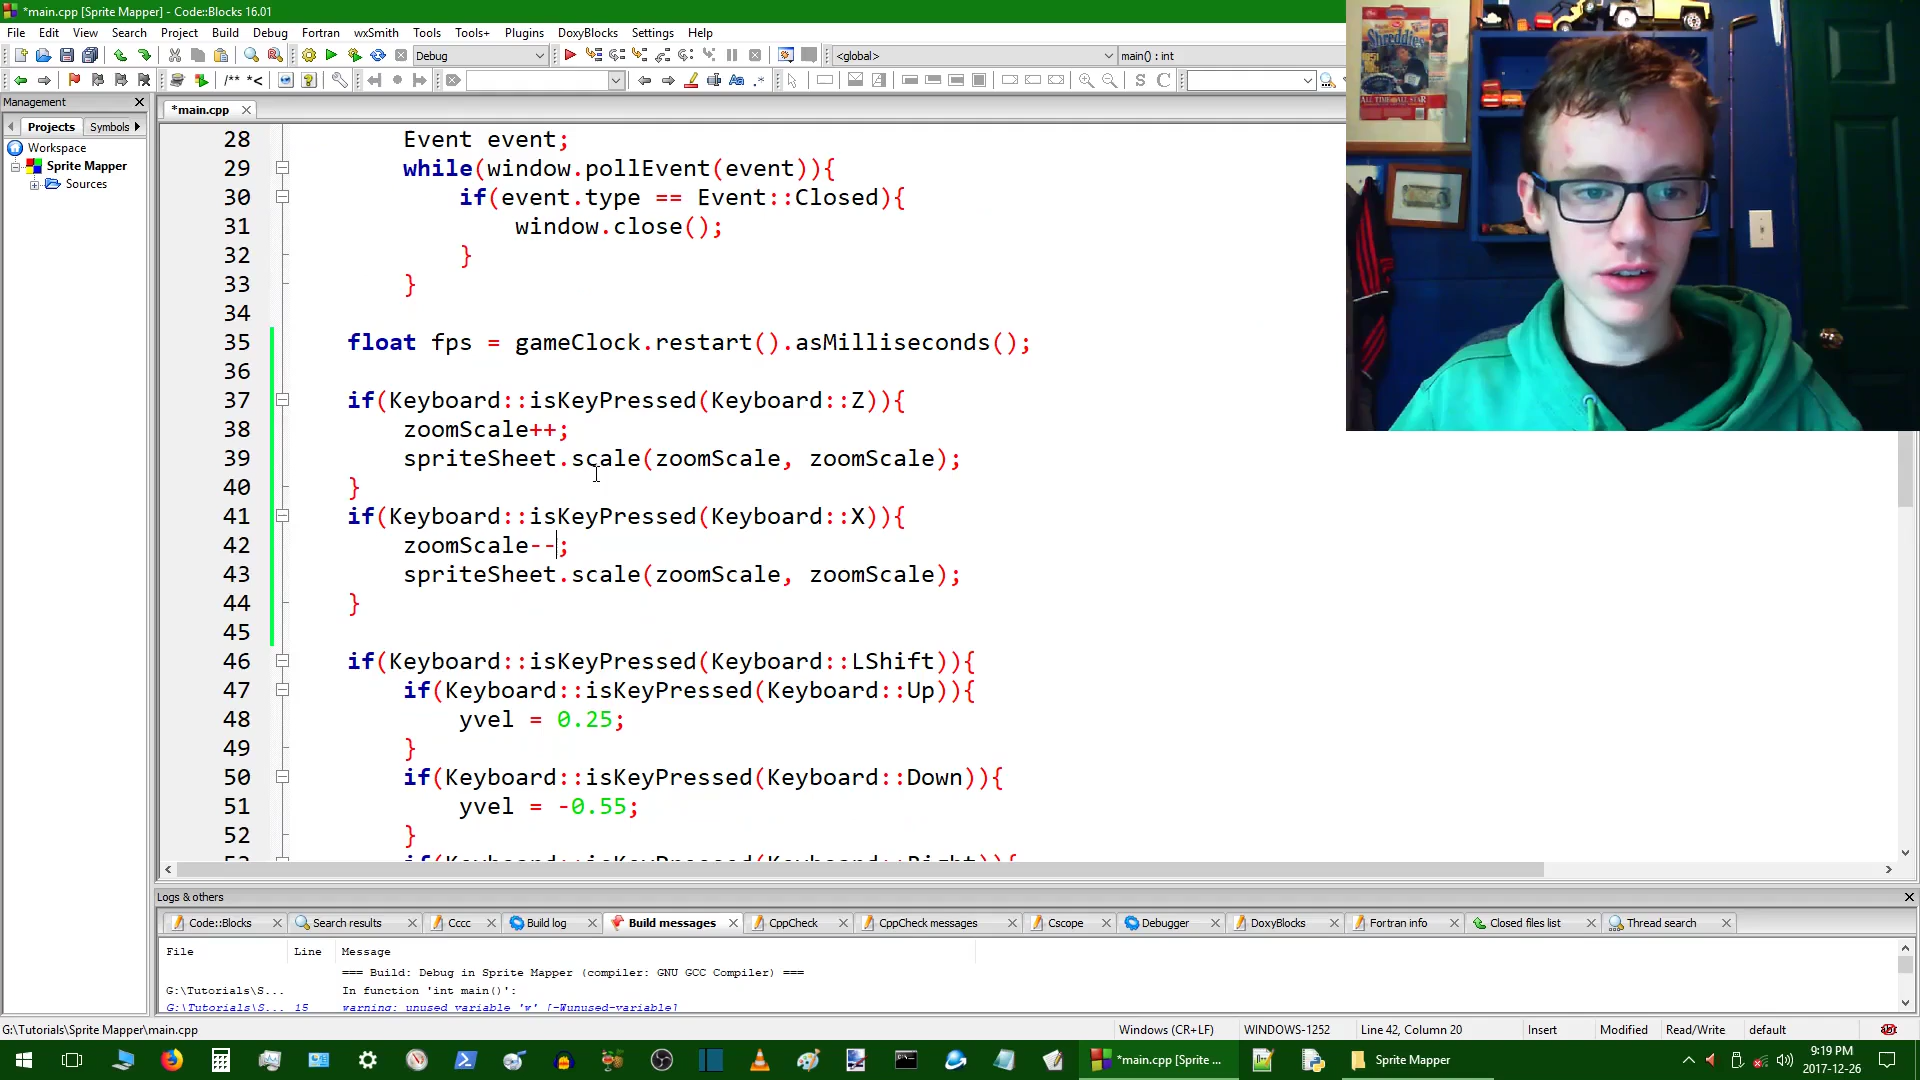 *main.cpp [Sprite Mapper] - Code::Blocks 16.01
File Edit View Search Project Build Debug Fortran wxSmith Tools Tools+ Plugins DoxyBlocks Settings Help
Debug <global> main() : int
/** *<
Management
*main.cpp
Projects Symbols
Workspace
Sprite Mapper
Sources
28 Event event;
29 while(window.pollEvent(event)){
30 if(event.type == Event::Closed){
31 window.close();
32 }
33 }
34
35 float fps = gameClock.restart().asMilliseconds();
36
37 if(Keyboard::isKeyPressed(Keyboard::Z)){
38 zoomScale++;
39 spriteSheet.scale(zoomScale, zoomScale);
40 }
41 if(Keyboard::isKeyPressed(Keyboard::X)){
42 zoomScale--;
43 spriteSheet.scale(zoomScale, zoomScale);
44 }
45
46 if(Keyboard::isKeyPressed(Keyboard::LShift)){
47 if(Keyboard::isKeyPressed(Keyboard::Up)){
48 yvel = 0.25;
49 }
50 if(Keyboard::isKeyPressed(Keyboard::Down)){
51 yvel = -0.55;
52 }
if(Keyboard::isKeyPressed(Keyboard::Right)){
Shreddies
ALL TIME ALL STAR
Logs & others
Code::Blocks Search results Cccc Build log Build messages CppCheck CppCheck messages Cscope Debugger DoxyBlocks Fortran info Closed files list Thread search
File Line Message
=== Build: Debug in Sprite Mapper (compiler: GNU GCC Compiler) ===
G:\Tutorials\S... In function 'int main()':
G:\Tutorials\S... 15 warning: unused variable 'w' [-Wunused-variable]
G:\Tutorials\Sprite Mapper\main.cpp Windows (CR+LF) WINDOWS-1252 Line 42, Column 20 Insert Modified Read/Write default
*main.cpp [Sprite ... Sprite Mapper 9:19 PM
2017-12-26